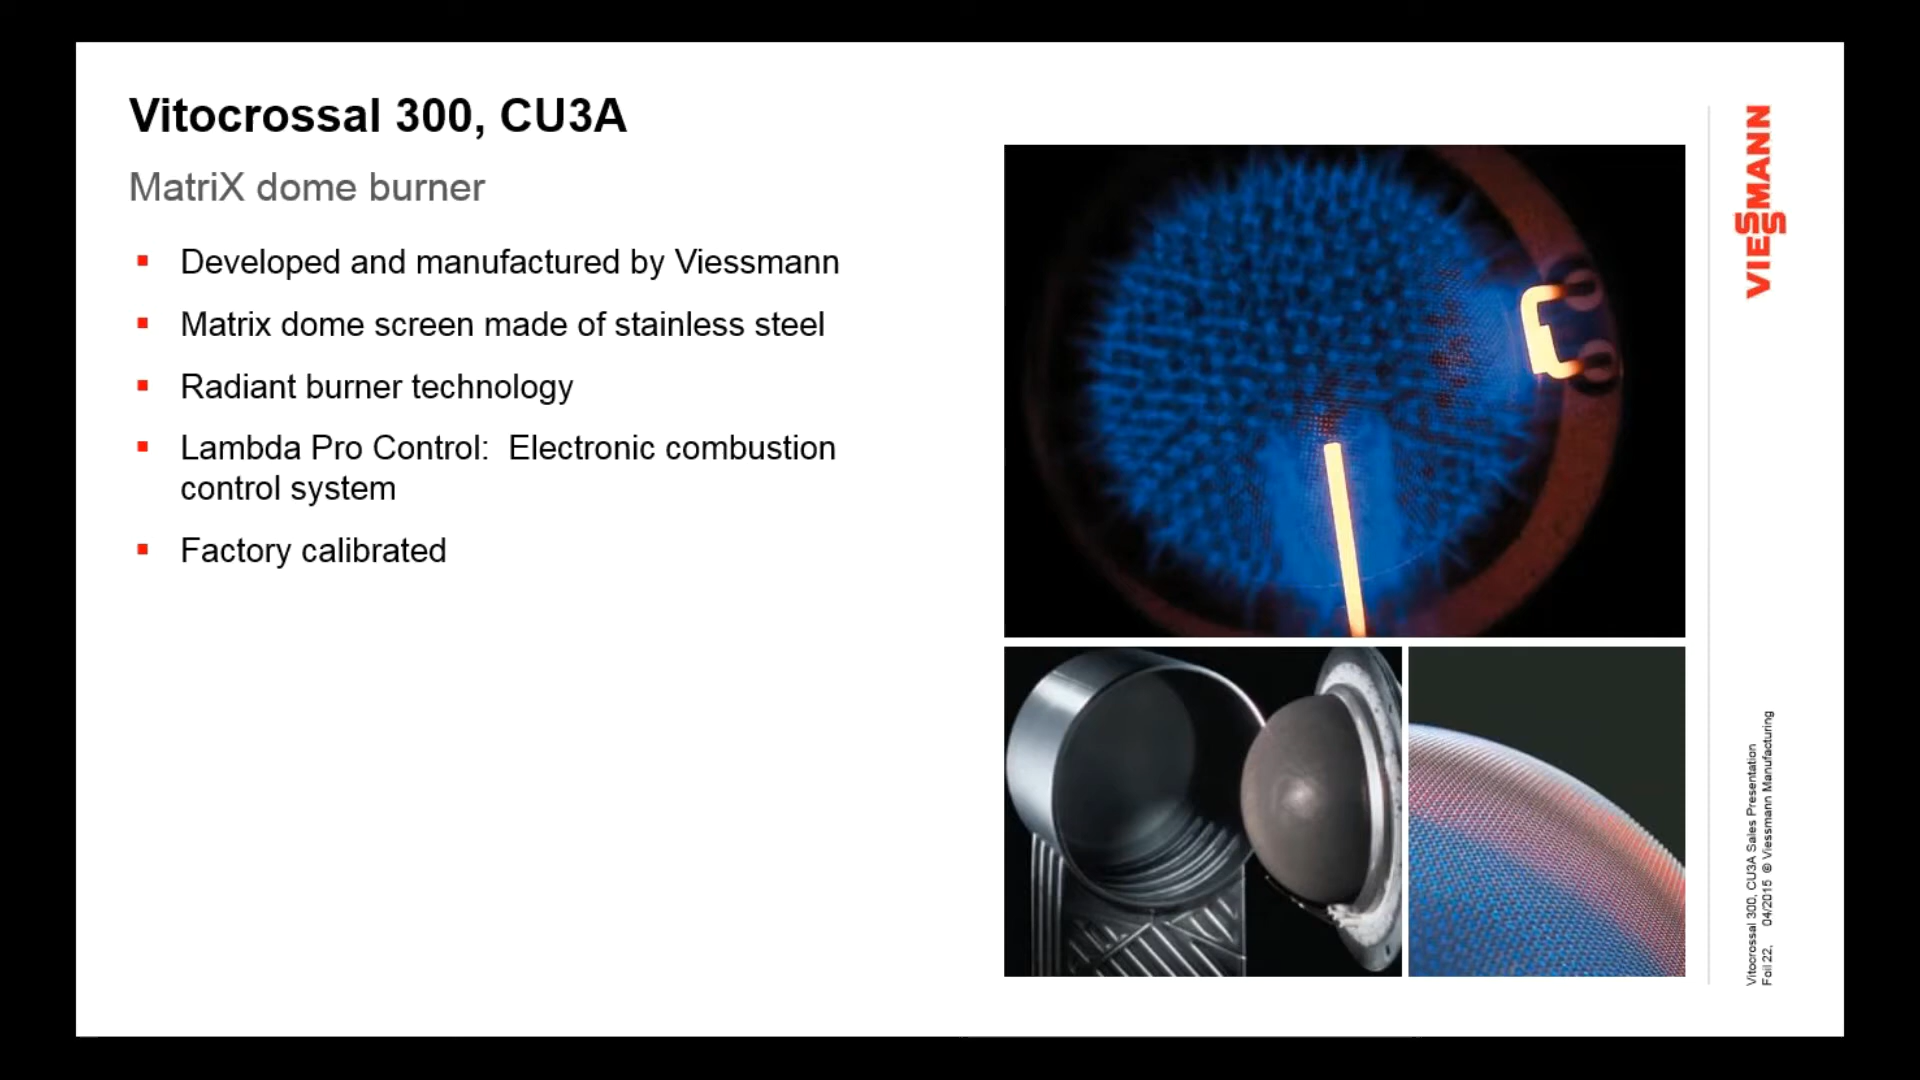 Vitocrossal 300, CU3A
MatriX dome burner
Developed and manufactured by Viessmann
Matrix dome screen made of stainless steel
Radiant burner technology
Lambda Pro Control:  Electronic combustion
control system
Factory calibrated
VIESSMANN
Vitocrossal 300, CU3A Sales Presentation
Foil 22, 04/2015 © Viessmann Manufacturing